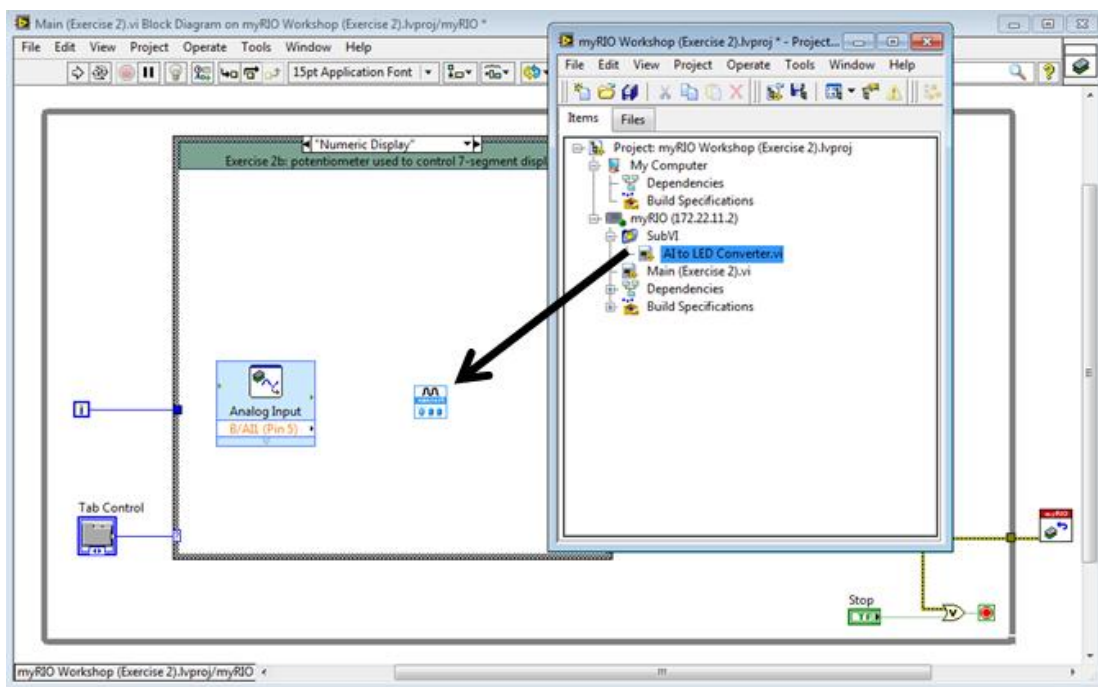 Main (Exercise 2).vi Block Diagram on myRIO Workshop (Exercise 2).lvproj/myRIO *
File Edit View Project Operate Tools Window Help
15pt Application Font
"Numeric Display"
Exercise 2b: potentiometer used to control 7-segment displ
Analog Input
B/AI1 (Pin 5)
i
Tab Control
Stop
TF
V
myRIO
myRIO Workshop (Exercise 2).lvproj/myRIO
myRIO Workshop (Exercise 2).lvproj * - Project...
File Edit View Project Operate Tools Window Help
Items Files
Project: myRIO Workshop (Exercise 2).lvproj
My Computer
Dependencies
Build Specifications
myRIO (172.22.11.2)
SubVI
AI to LED Converter.vi
Main (Exercise 2).vi
Dependencies
Build Specifications